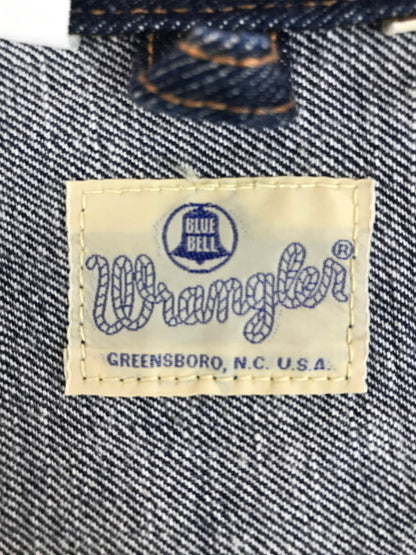 BLUE
BELL
Wrangler®
GREENSBORO, N.C. U.S.A.